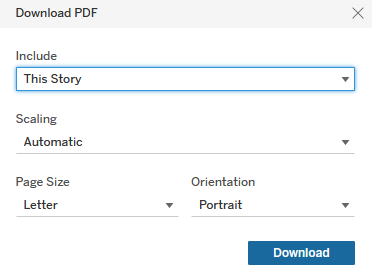 Download PDF
Include
This Story
Scaling
Automatic
Page Size
Orientation
Letter
Portrait
Download